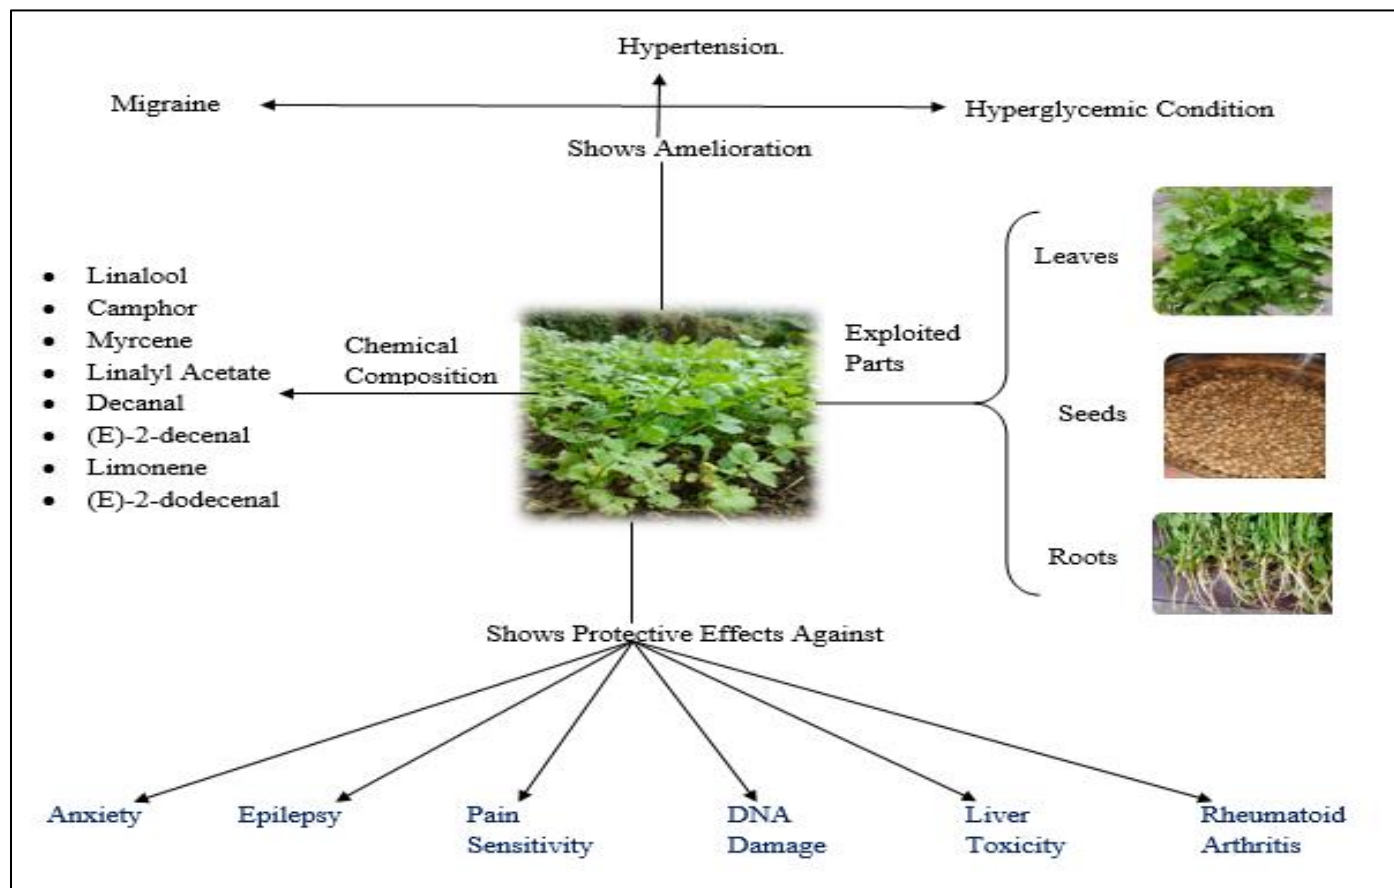 Hypertension.
Migraine
Hyperglycemic Condition
Shows Amelioration
Leaves
• Linalool
• Camphor
• Myrcene
• Linalyl Acetate
• Decanal
• (E)-2-decenal
• Limonene
• (E)-2-dodecenal
Chemical
Composition
Exploited
Parts
Seeds
Roots
Shows Protective Effects Against
Anxiety
Epilepsy
Pain
Sensitivity
DNA
Damage
Liver
Toxicity
Rheumatoid
Arthritis